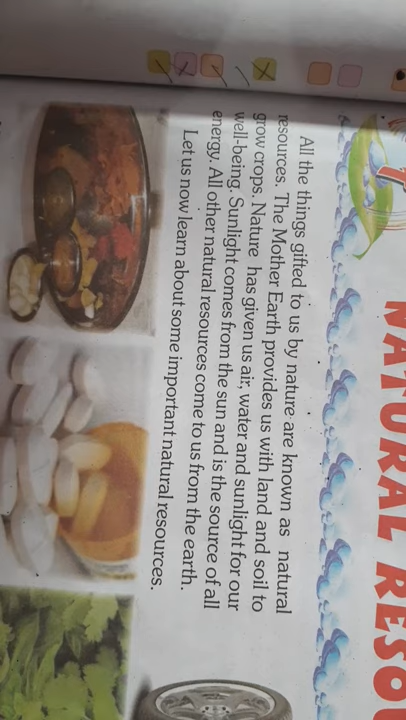 NATURAL RESOU
All the things gifted to us by nature are known as natural
resources. The Mother Earth provides us with land and soil to
grow crops. Nature has given us air, water and sunlight for our
well-being. Sunlight comes from the sun and is the source of all
energy. All other natural resources come to us from the earth.
Let us now learn about some important natural resources.